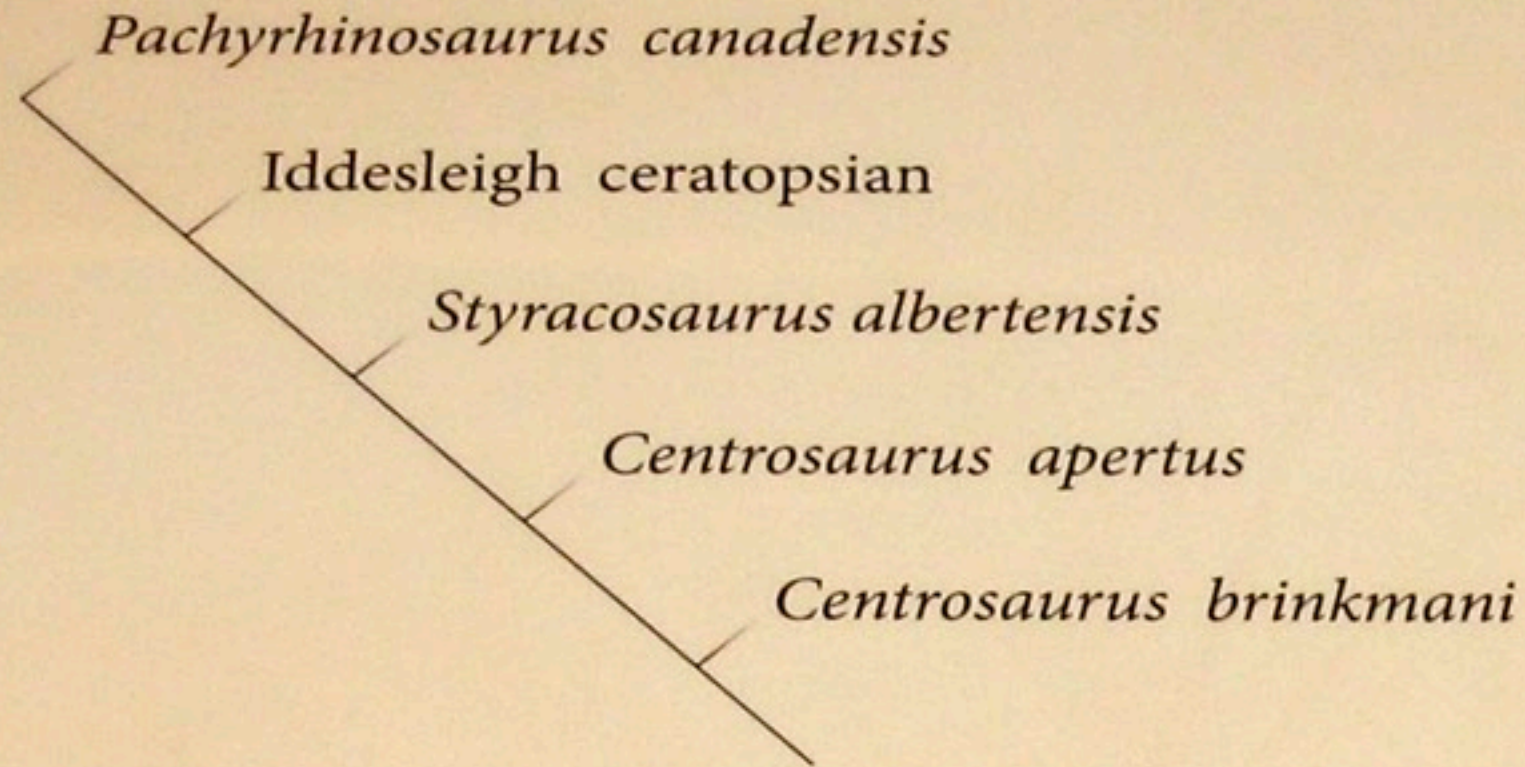 Pachyrhinosaurus canadensis
Iddesleigh ceratopsian
Styracosaurus albertensis
Centrosaurus apertus
Centrosaurus brinkmani